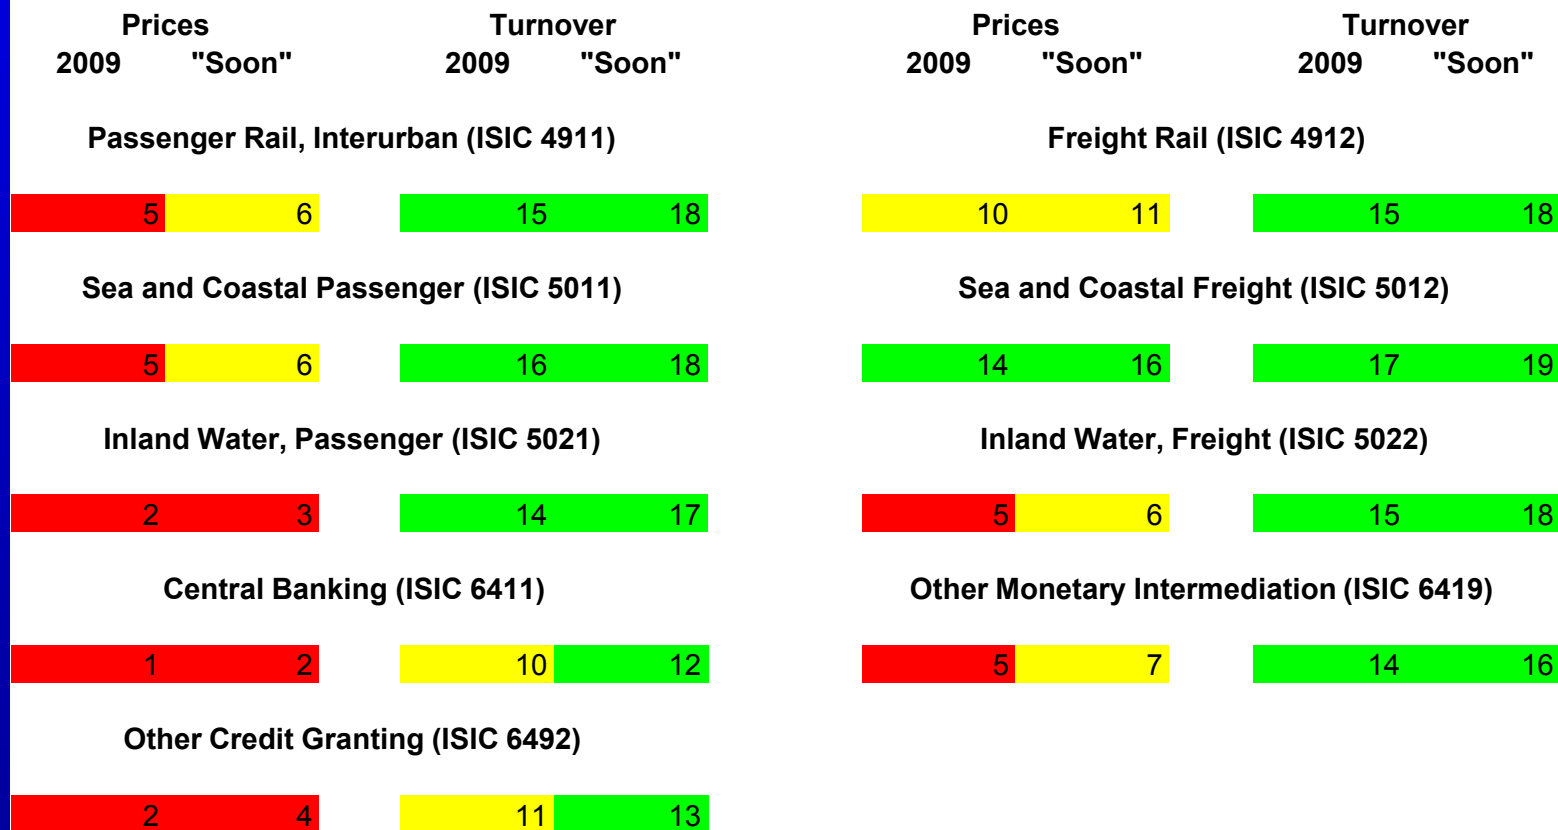 Prices Turnover Prices Turnover
2009 "Soon" 2009 "Soon" 2009 "Soon" 2009 "Soon"
Passenger Rail, Interurban (ISIC 4911) Freight Rail (ISIC 4912)
5 6 15 18 10 11 15 18
Sea and Coastal Passenger (ISIC 5011) Sea and Coastal Freight (ISIC 5012)
5 6 16 18 14 16 17 19
Inland Water, Passenger (ISIC 5021) Inland Water, Freight (ISIC 5022)
2 3 14 17 5 6 15 18
Central Banking (ISIC 6411) Other Monetary Intermediation (ISIC 6419)
1 2 10 12 5 7 14 16
Other Credit Granting (ISIC 6492)
2 4 11 13